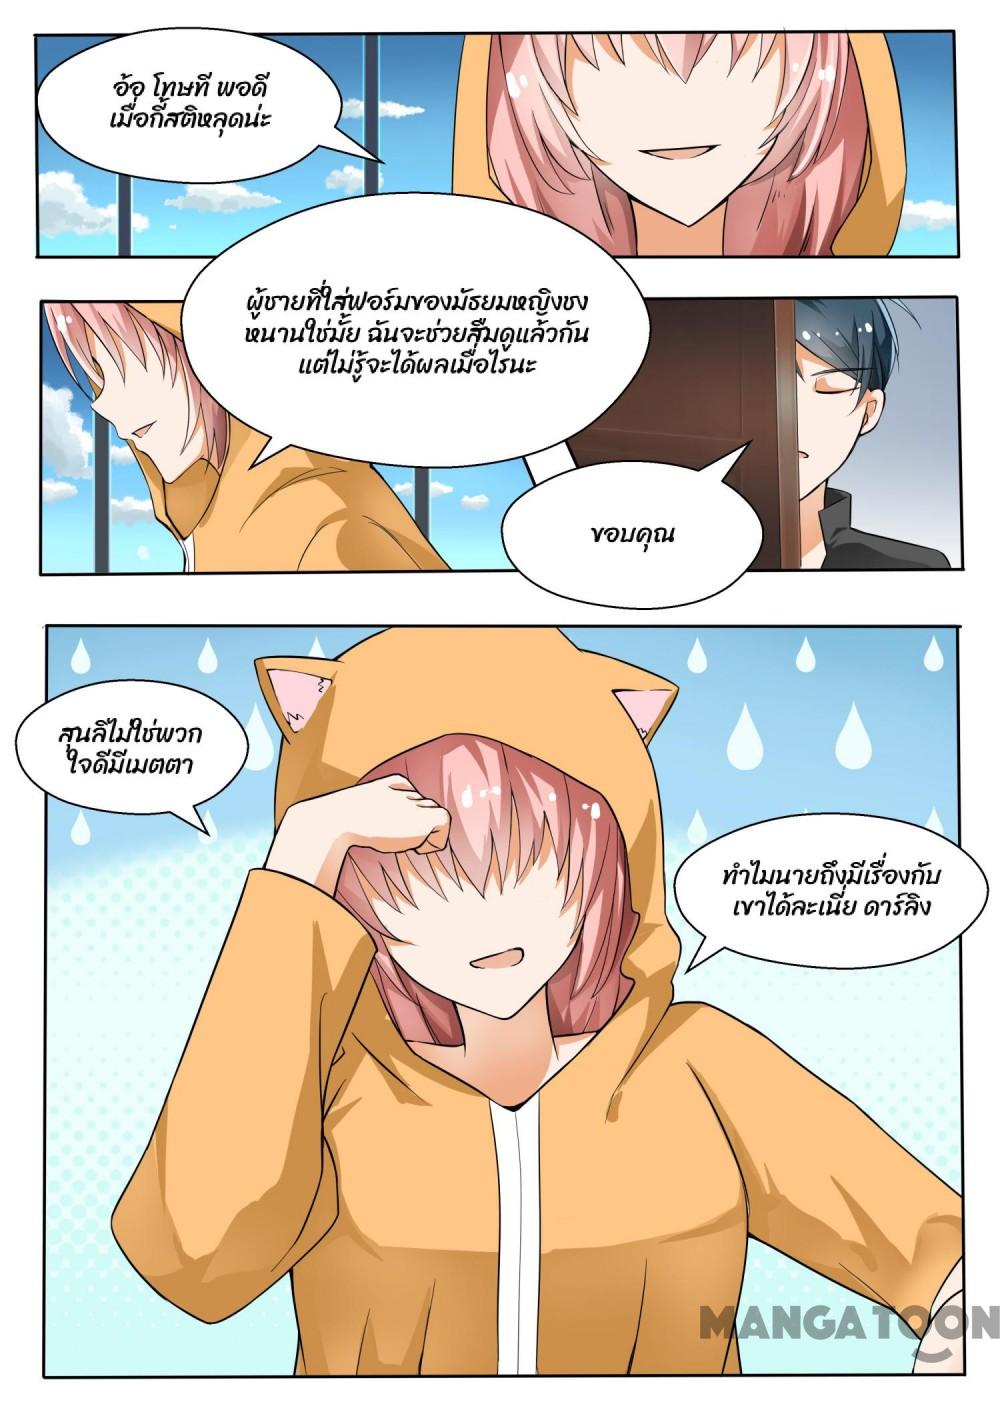 อ้อ โทษที พอดี
เมื่อกี้สติหลุดน่ะ
ผู้ชายที่ใส่ฟอร์มของมัธยมหญิงชง
หนานใช่มั้ย ฉันจะช่วยสืมดูแล้วกัน
แต่ไม่รู้จะได้ผลเมื่อไรนะ
ขอบคุณ
สุนลิไม่ใช่พวก
ใจดีมีเมตตา
ทำไมนายถึงมีเรื่องกับ
เขาได้ละเนี่ย ดาร์ลิง
MANGATOON